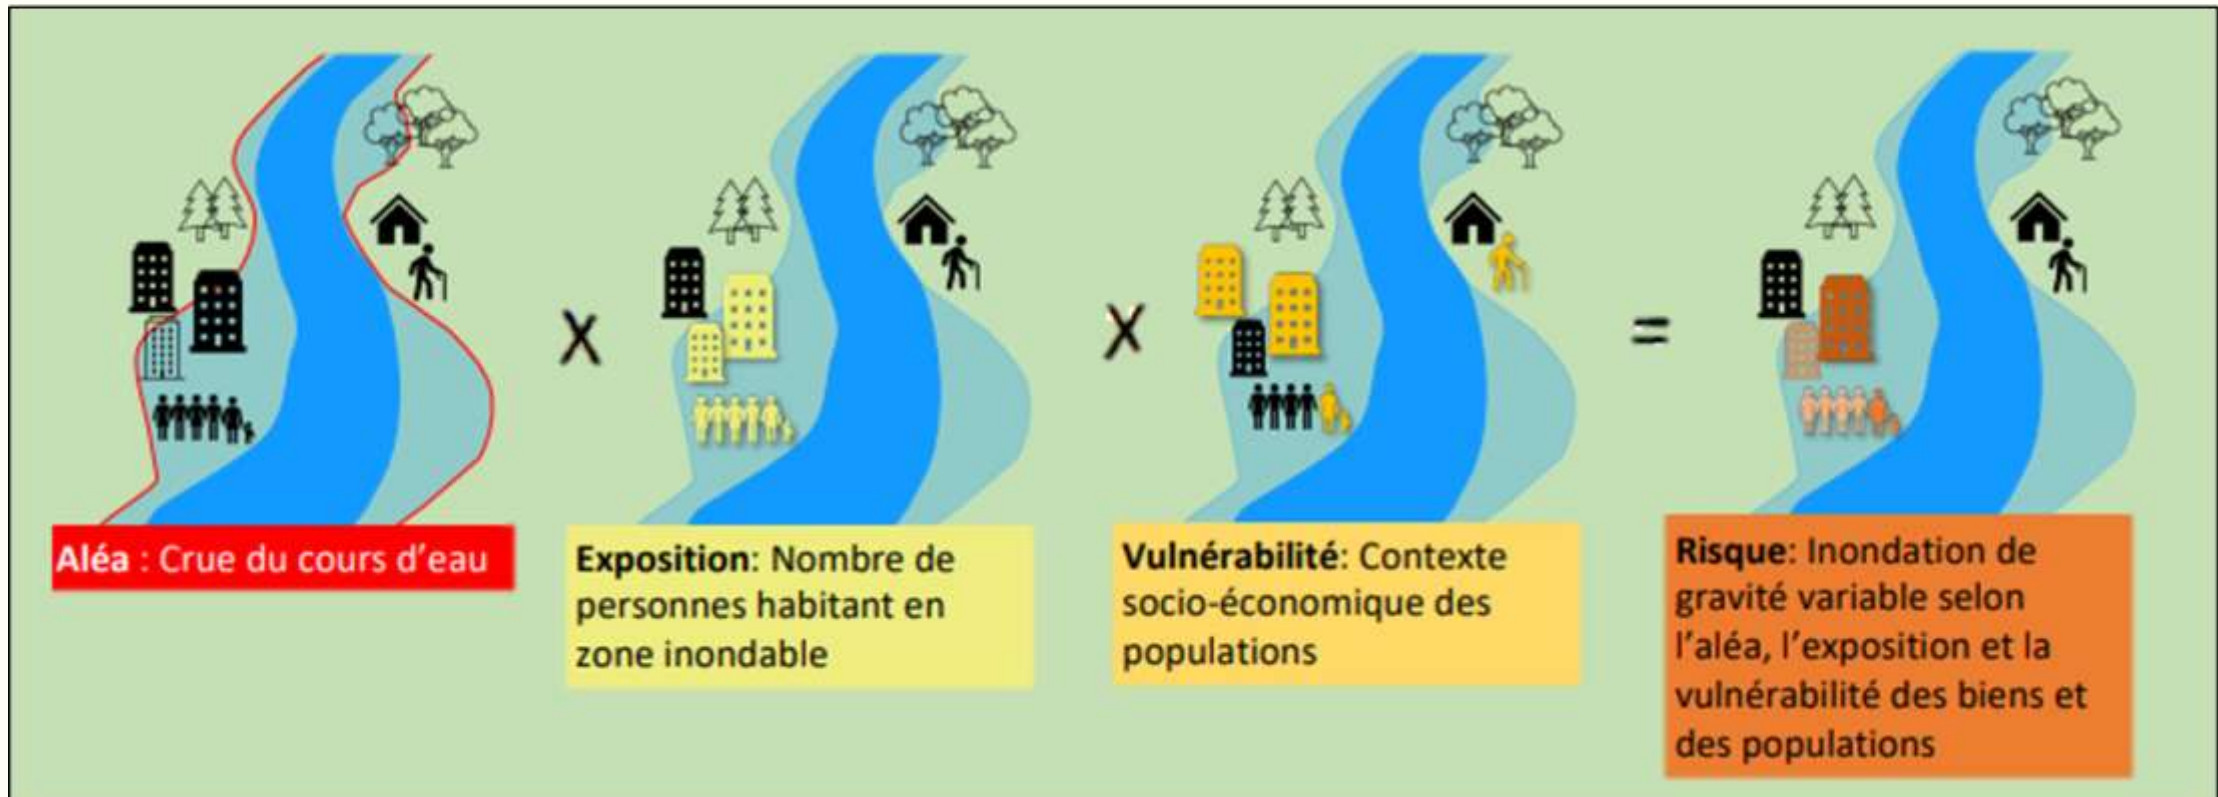 X
X
=
Aléa : Crue du cours d'eau
Exposition: Nombre de
personnes habitant en
zone inondable
Vulnérabilité: Contexte
socio-économique des
populations
Risque: Inondation de
gravité variable selon
l'aléa, l'exposition et la
vulnérabilité des biens et
des populations